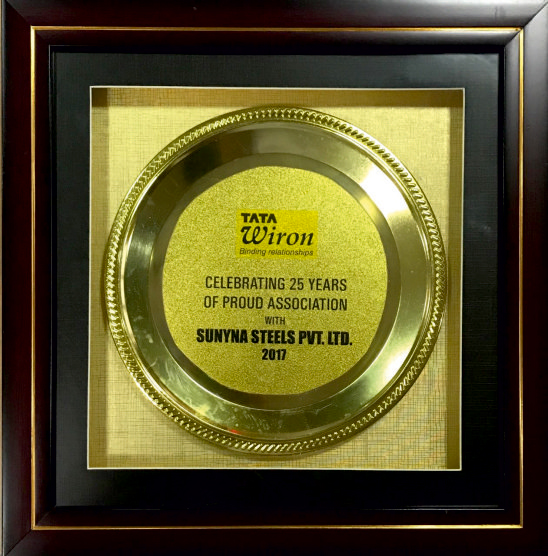 TATA
Wiron
Binding relationships
CELEBRATING 25 YEARS
OF PROUD ASSOCIATION
WITH
SUNYNA STEELS PVT. LTD.
2017